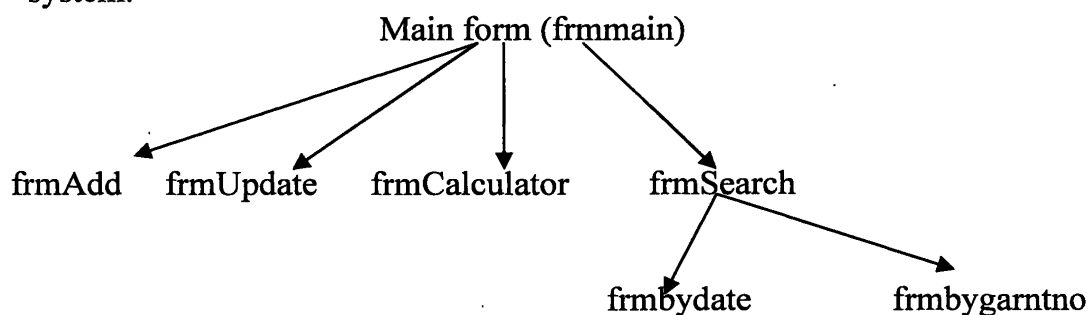 system.
Main form (frmmain)
frmAdd frmUpdate frmCalculator frmSearch
frmbydate frmbygarntno